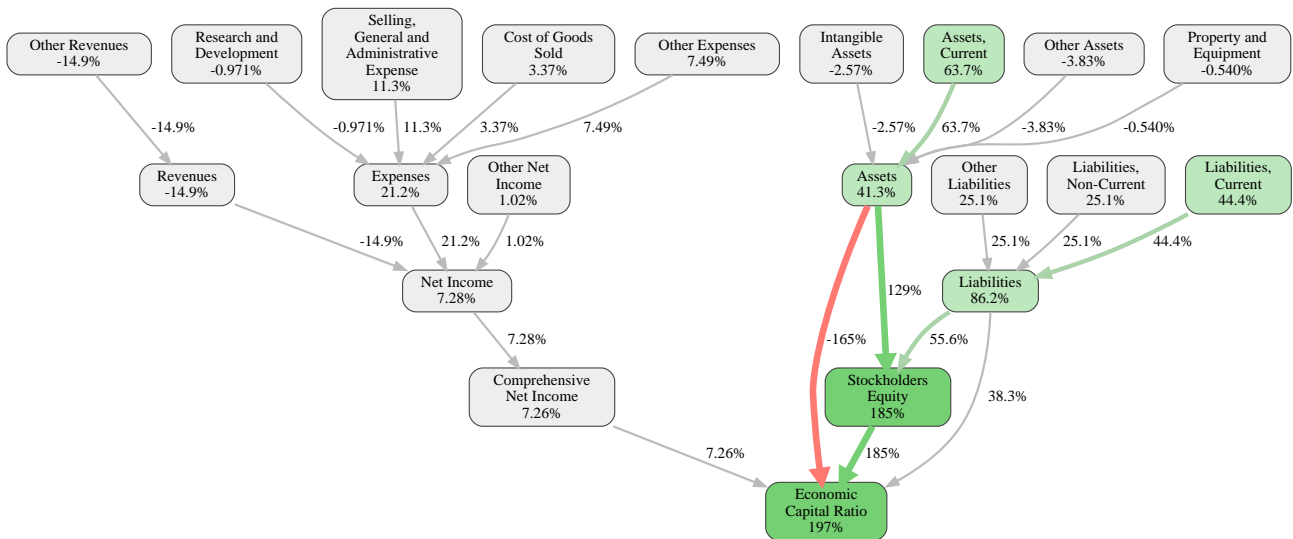 Other Revenues
-14.9%
Research and
Development
-0.971%
Selling,
General and
Administrative
Expense
11.3%
Cost of Goods
Sold
3.37%
Other Expenses
7.49%
Intangible
Assets
-2.57%
Assets,
Current
63.7%
Other Assets
-3.83%
Property and
Equipment
-0.540%
-14.9%
-0.971%
11.3%
3.37%
7.49%
-2.57%
63.7%
-3.83%
-0.540%
Revenues
-14.9%
Expenses
21.2%
Other Net
Income
1.02%
Assets
41.3%
Other
Liabilities
25.1%
Liabilities,
Non-Current
25.1%
Liabilities,
Current
44.4%
-14.9%
21.2%
1.02%
25.1%
25.1%
44.4%
Net Income
7.28%
Liabilities
86.2%
129%
7.28%
-165%
55.6%
38.3%
Comprehensive
Net Income
7.26%
Stockholders
Equity
185%
7.26%
185%
Economic
Capital Ratio
197%